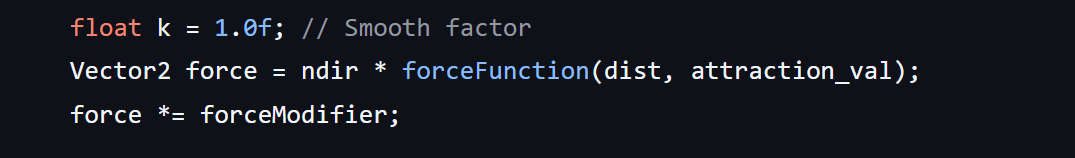 float k = 1.0f; // Smooth factor
Vector2 force = ndir * forceFunction(dist, attraction_val);
force *= forceModifier;